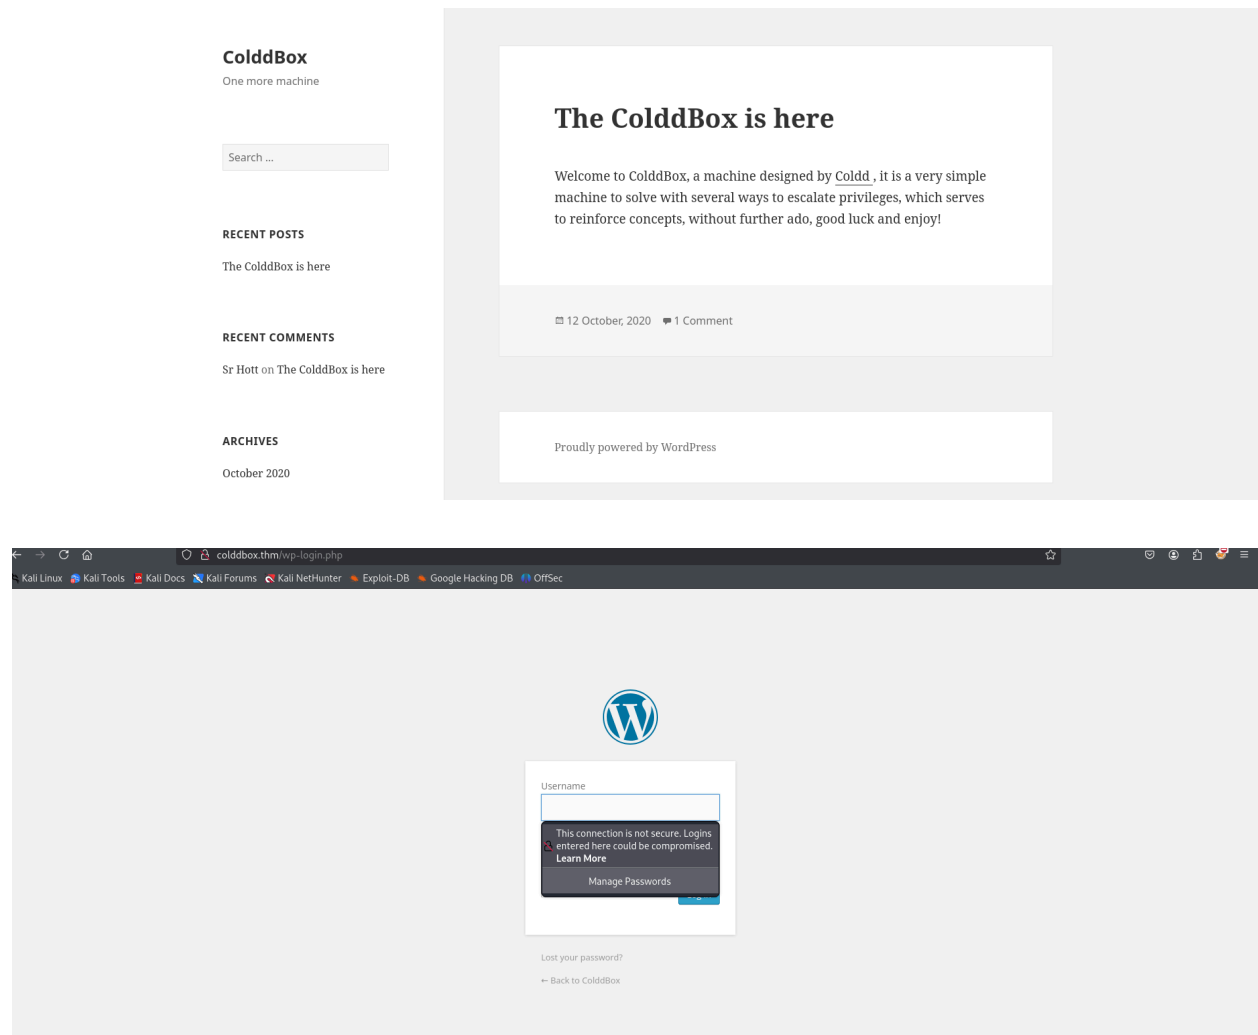 ColddBox
One more machine
Search ...
RECENT POSTS
The ColddBox is here
RECENT COMMENTS
Sr Hott on The ColddBox is here
ARCHIVES
October 2020
The ColddBox is here
Welcome to ColddBox, a machine designed by Coldd , it is a very simple
machine to solve with several ways to escalate privileges, which serves
to reinforce concepts, without further ado, good luck and enjoy!
12 October, 2020 1 Comment
Proudly powered by WordPress
colddbox.thm/wp-login.php
Kali Linux Kali Tools Kali Docs Kali Forums Kali NetHunter Exploit-DB Google Hacking DB OffSec
Username
This connection is not secure. Logins
entered here could be compromised.
Learn More
Manage Passwords
Lost your password?
← Back to ColddBox